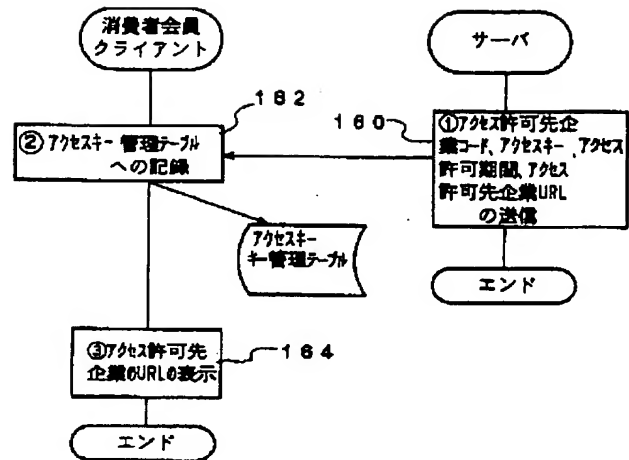 消費者会員
クライアント
サーバ
162
160
②アクセスキー管理テーブル
への記録
①アクセス許可先企
業コード、アクセスキー、アクセス
許可期間、アクセス
許可先企業URL
の送信
アクセスキー
キー管理テーブル
エンド
③アクセス許可先
企業のURLの表示
164
エンド